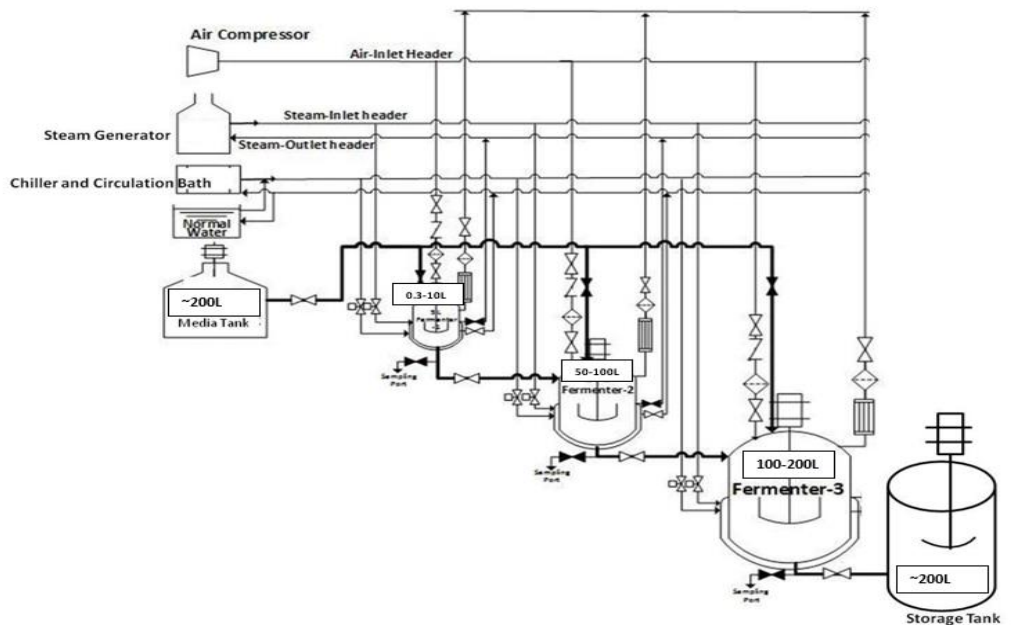 Air Compressor
Air-Inlet Header
Steam-Inlet header
Steam Generator
Steam-Outlet header
Chiller and Circulation Bath
Normal
Water
~200L
Media Tank
0.3-10L
Fermenter
Sampling
Port
50-100L
Fermenter-2
Sampling
Port
100-200L
Fermenter-3
Sampling
Port
~200L
Storage Tank